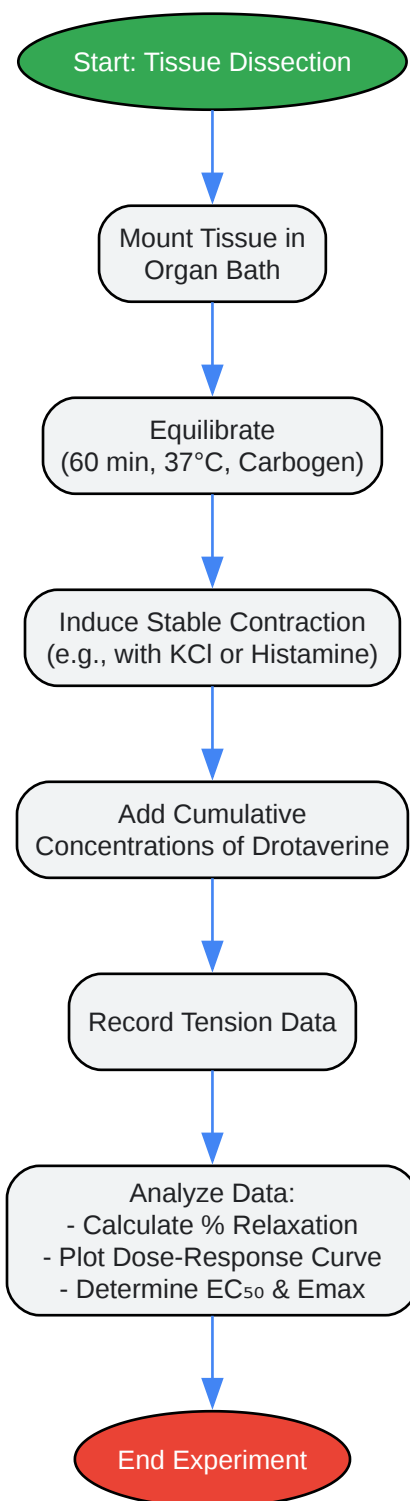 Start: Tissue Dissection
Mount Tissue in
Organ Bath
Equilibrate
(60 min, 37°C, Carbogen)
Induce Stable Contraction
(e.g., with KCl or Histamine)
Add Cumulative
Concentrations of Drotaverine
Record Tension Data
Analyze Data:
- Calculate % Relaxation
- Plot Dose-Response Curve
- Determine EC₅₀ & Emax
End Experiment